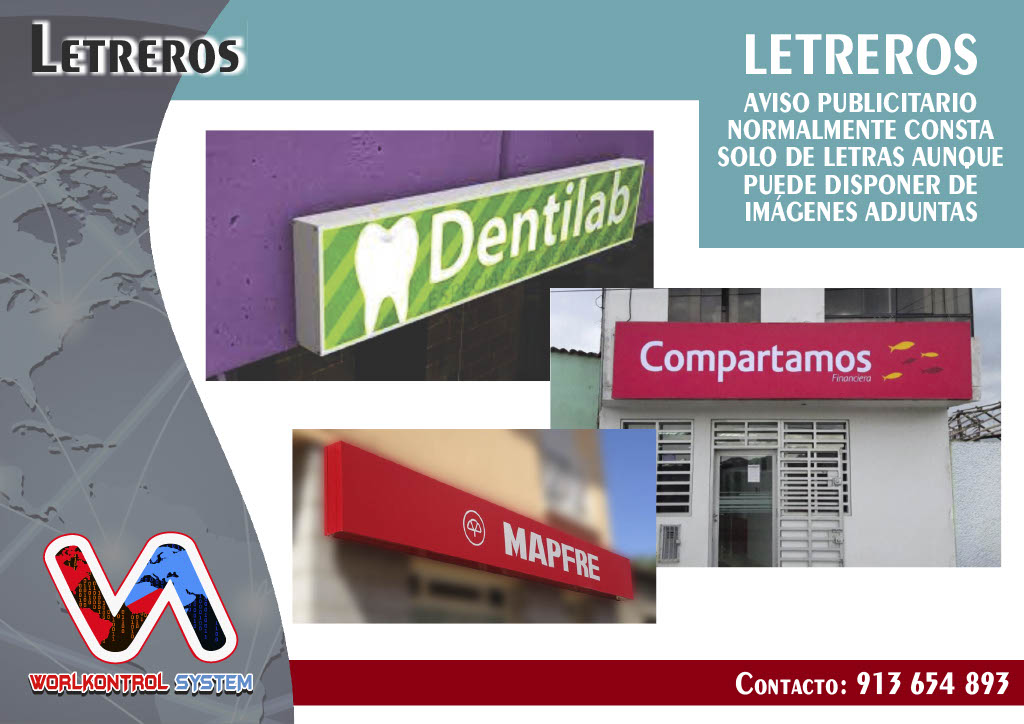 LETREROS
LETREROS
AVISO PUBLICITARIO
NORMALMENTE CONSTA
SOLO DE LETRAS AUNQUE
PUEDE DISPONER DE
IMÁGENES ADJUNTAS
Dentilab
Compartamos
Financiera
MAPFRE
WORLKONTROL SYSTEM
CONTACTO: 913 654 893